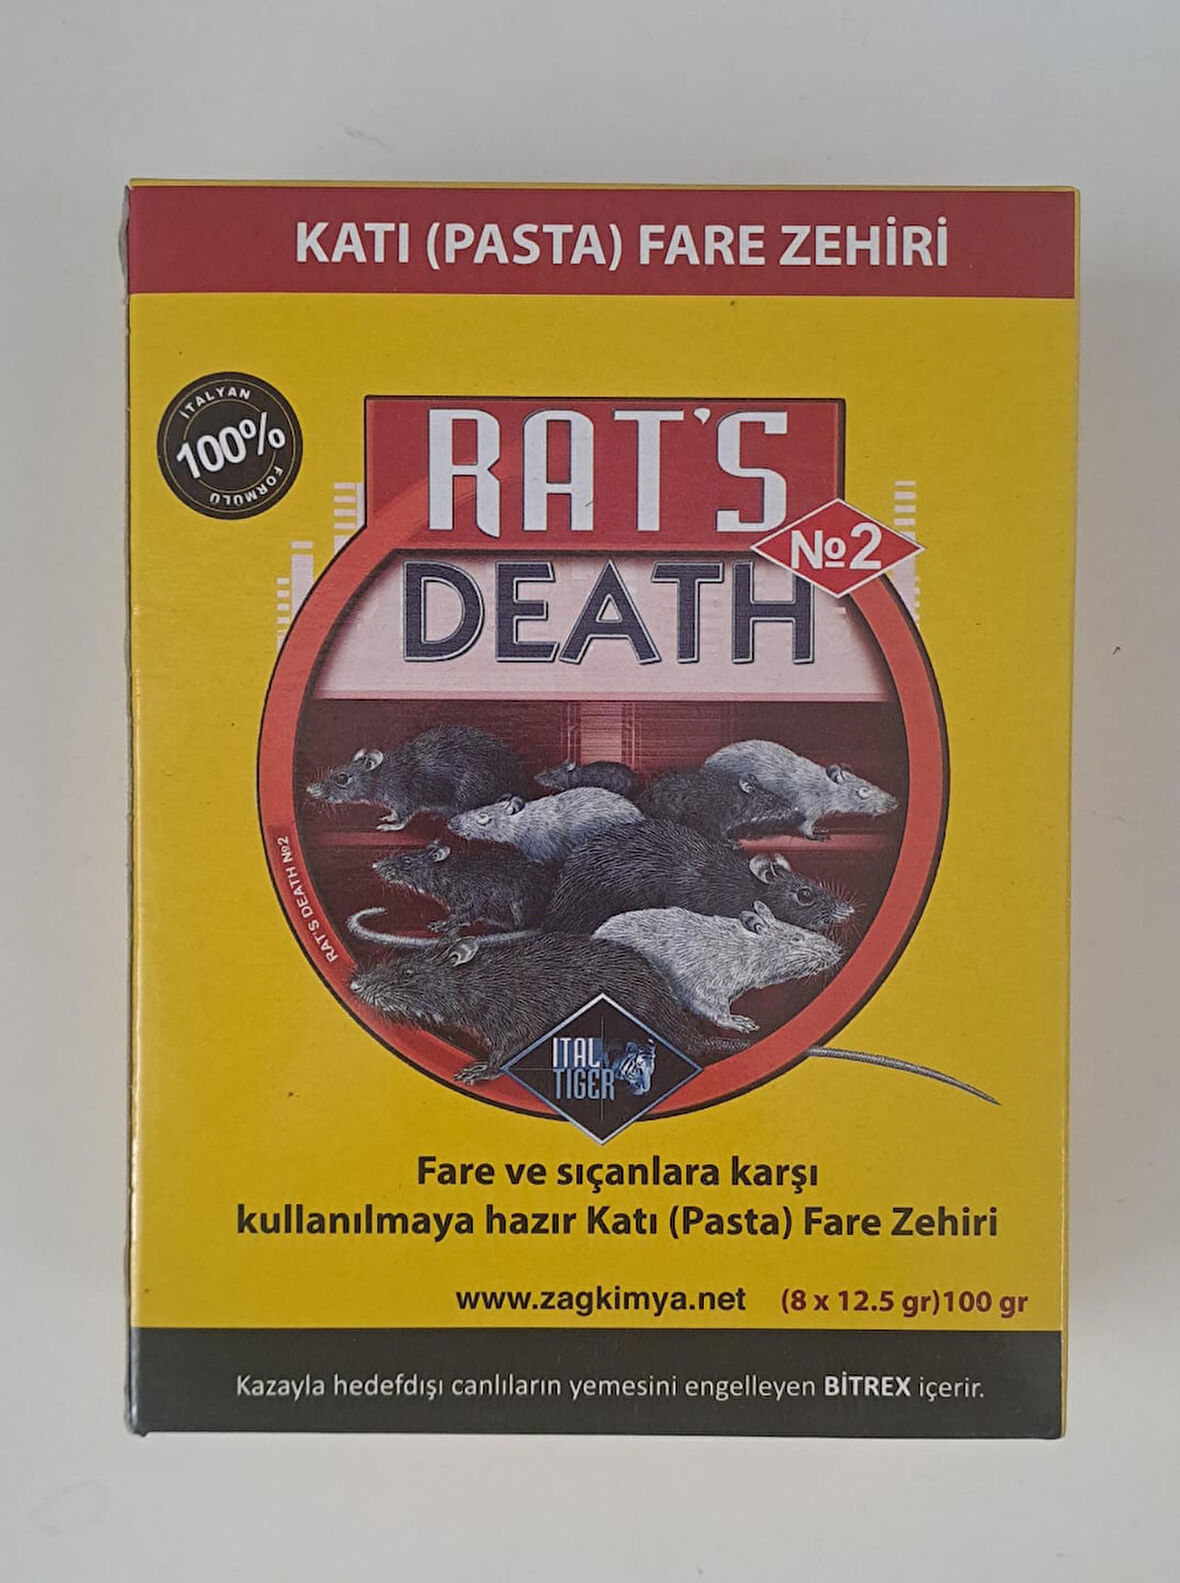 KATI (PASTA) FARE ZEHİRİ
İTALYAN
100%
FORMULÜ
RAT'S
№2
DEATH
RAT'S DEATH №2
ITAL
TIGER
Fare ve sıçanlara karşı
kullanılmaya hazır Katı (Pasta) Fare Zehiri
www.zagkimya.net (8 x 12.5 gr)100 gr
Kazayla hedefdışı canlıların yemesini engelleyen BİTREX içerir.